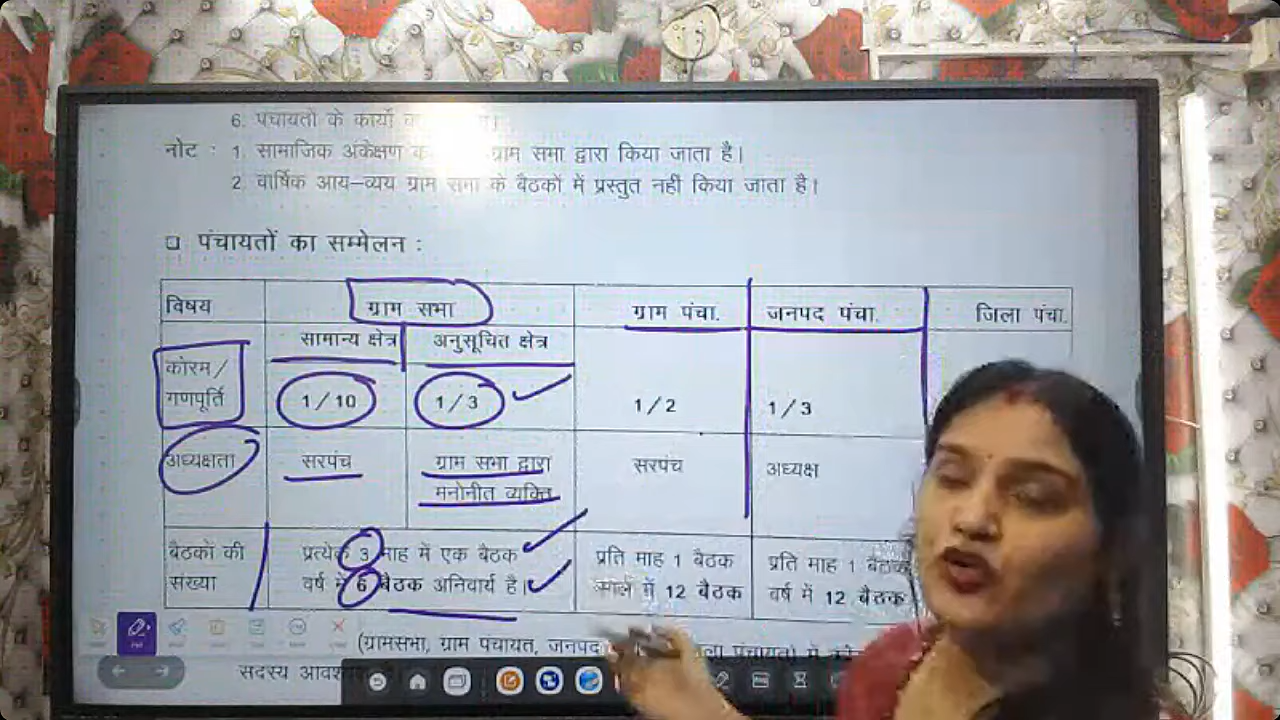 6. पंचायतों के कार्यो
नोट : 1. सामाजिक अंकेक्षण ग्राम सभा द्वारा किया जाता है।
2. वार्षिक आय–व्यय ग्राम सभा के बैठकों में प्रस्तुत नहीं किया जाता है।
❑ पंचायतों का सम्मेलन :
विषय ग्राम सभा ग्राम पंचा. जनपद पंचा. जिला पंचा.
सामान्य क्षेत्र अनुसूचित क्षेत्र
कोरम/
गणपूर्ति 1/10 1/3 1/2 1/3
अध्यक्षता सरपंच ग्राम सभा द्वारा सरपंच अध्यक्ष
मनोनीत व्यक्ति
बैठकों की प्रत्येक 3 माह में एक बैठक प्रति माह 1 बैठक प्रति माह 1 बैठक
संख्या वर्ष में 6 बैठक अनिवार्य है। में 12 बैठक वर्ष में 12 बैठक
(ग्रामसभा, ग्राम पंचायत, जनपद पंचायत) में
सदस्य